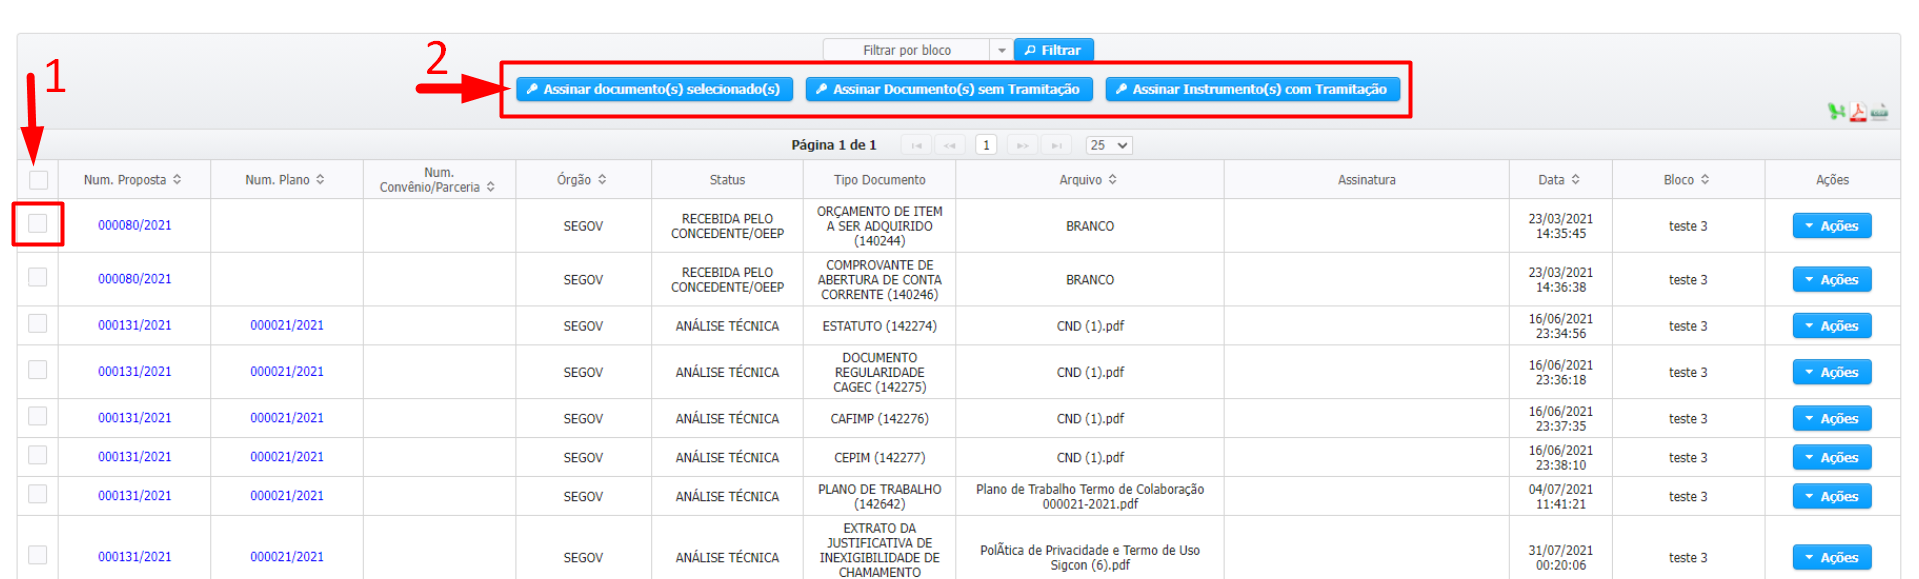 Filtrar por bloco
Filtrar
1
2
Assinar documento(s) selecionado(s)
Assinar Documento(s) sem Tramitação
Assinar Instrumento(s) com Tramitação
Página 1 de 1
1
25
Num. Proposta
Num. Plano
Num.
Convênio/Parceria
Órgão
Status
Tipo Documento
Arquivo
Assinatura
Data
Bloco
Ações
000080/2021
SEGOV
RECEBIDA PELO
CONCEDENTE/OEEP
ORÇAMENTO DE ITEM
A SER ADQUIRIDO
(140244)
BRANCO
23/03/2021
14:35:45
teste 3
Ações
000080/2021
SEGOV
RECEBIDA PELO
CONCEDENTE/OEEP
COMPROVANTE DE
ABERTURA DE CONTA
CORRENTE (140246)
BRANCO
23/03/2021
14:36:38
teste 3
Ações
000131/2021
000021/2021
SEGOV
ANÁLISE TÉCNICA
ESTATUTO (142274)
CND (1).pdf
16/06/2021
23:34:56
teste 3
Ações
000131/2021
000021/2021
SEGOV
ANÁLISE TÉCNICA
DOCUMENTO
REGULARIDADE
CAGEC (142275)
CND (1).pdf
16/06/2021
23:36:18
teste 3
Ações
000131/2021
000021/2021
SEGOV
ANÁLISE TÉCNICA
CAFIMP (142276)
CND (1).pdf
16/06/2021
23:37:35
teste 3
Ações
000131/2021
000021/2021
SEGOV
ANÁLISE TÉCNICA
CEPIM (142277)
CND (1).pdf
16/06/2021
23:38:10
teste 3
Ações
000131/2021
000021/2021
SEGOV
ANÁLISE TÉCNICA
PLANO DE TRABALHO
(142642)
Plano de Trabalho Termo de Colaboração
000021-2021.pdf
04/07/2021
11:41:21
teste 3
Ações
000131/2021
000021/2021
SEGOV
ANÁLISE TÉCNICA
EXTRATO DA
JUSTIFICATIVA DE
INEXIGIBILIDADE DE
CHAMAMENTO
PolÃtica de Privacidade e Termo de Uso
Sigcon (6).pdf
31/07/2021
00:20:06
teste 3
Ações